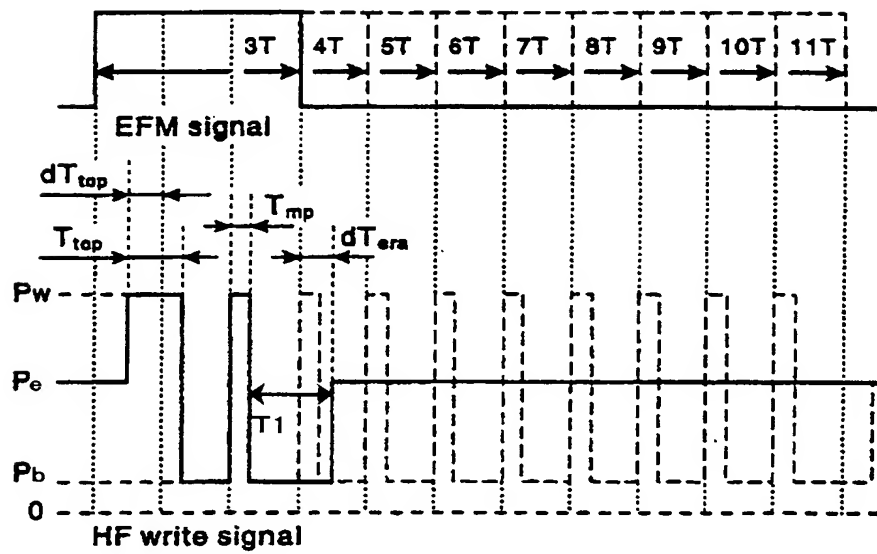 3T 4T 5T 6T 7T 8T 9T 10T 11T
EFM signal
dTtop
Tmp
Ttop
dTera
Pw
Pe
T1
Pb
0
HF write signal